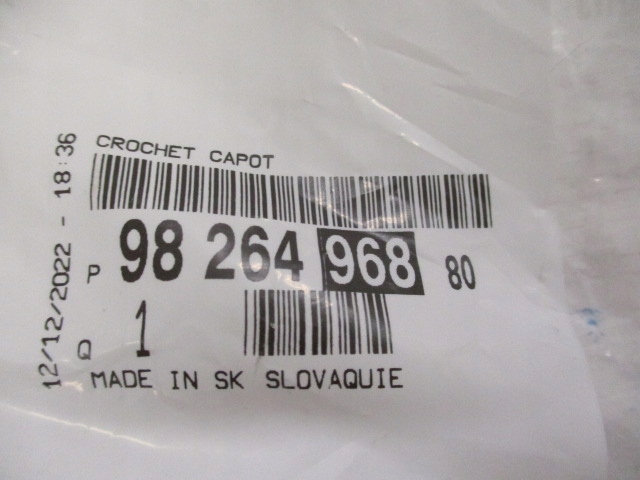 CROCHET CAPOT
P 98 264 968 80
Q 1
MADE IN SK SLOVAQUIE
12/12/2022 - 18:36